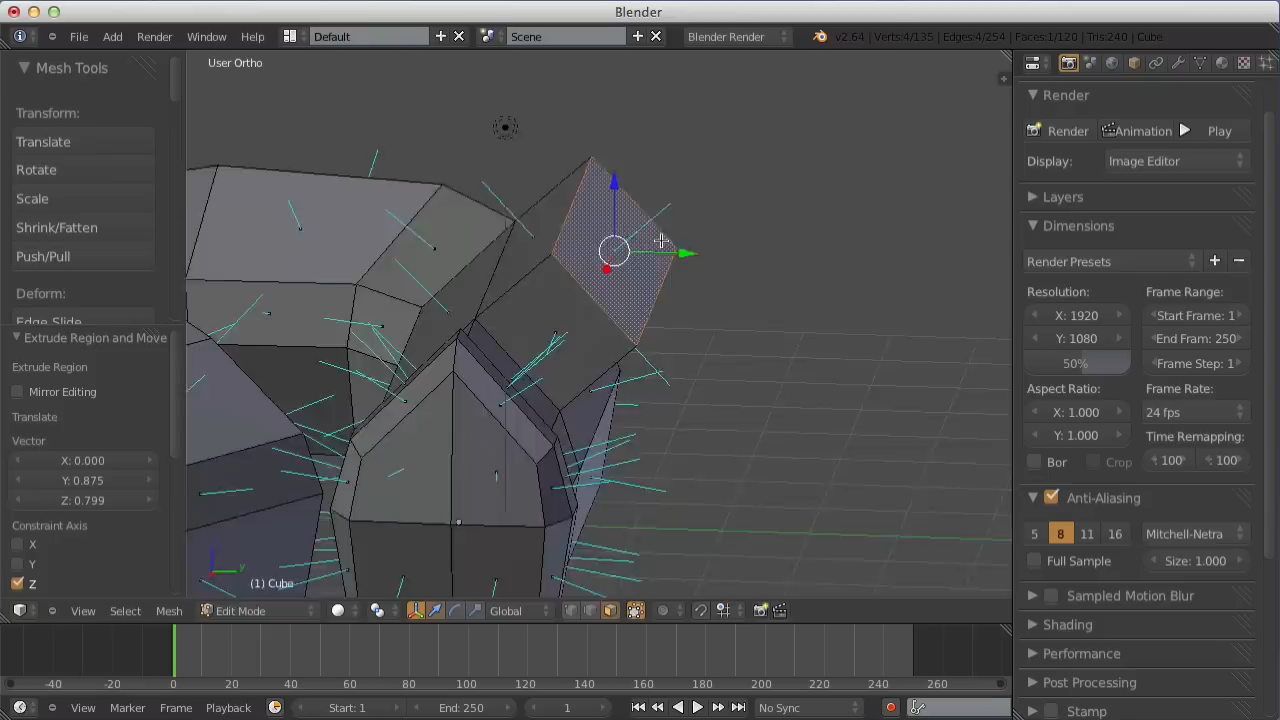 Blender
File Add Render Window Help Default Scene Blender Render v2.64 | Verts:4/135 | Edges:4/254 | Faces:1/120 | Tris:240 | Cube
Mesh Tools
User Ortho
Transform:
Translate
Rotate
Scale
Shrink/Fatten
Push/Pull
Deform:
Edge Slide
Extrude Region and Move
Extrude Region
Mirror Editing
Translate
Vector
X: 0.000
Y: 0.875
Z: 0.799
Constraint Axis
X
Y
Z
z
y
(1) Cube
View Select Mesh Edit Mode Global
Render
Render Animation Play
Display: Image Editor
Layers
Dimensions
Render Presets
Resolution: Frame Range:
X: 1920 Start Frame: 1
Y: 1080 End Fram: 250
50% Frame Step: 1
Aspect Ratio: Frame Rate:
X: 1.000 24 fps
Y: 1.000 Time Remapping:
Bor Crop 100 100
Anti-Aliasing
5 8 11 16 Mitchell-Netra
Full Sample Size: 1.000
Sampled Motion Blur
Shading
Performance
Post Processing
Stamp
-40 -20 0 20 40 60 80 100 120 140 160 180 200 220 240 260
View Marker Frame Playback Start: 1 End: 250 1 No Sync